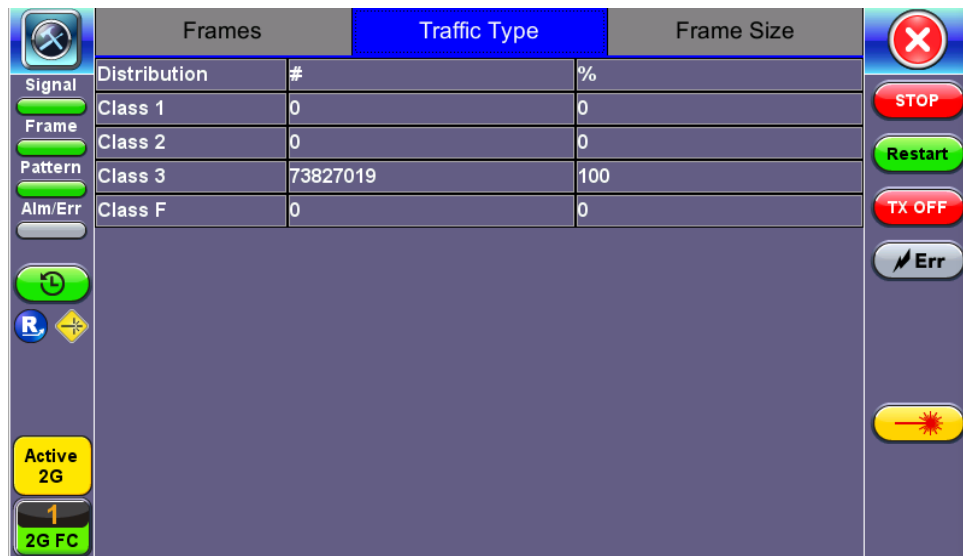 Frames Traffic Type Frame Size
Distribution # %
Class 1 0 0
Class 2 0 0
Class 3 73827019 100
Class F 0 0
Signal
Frame
Pattern
Alm/Err
R
Active
2G
1
2G FC
STOP
Restart
TX OFF
Err